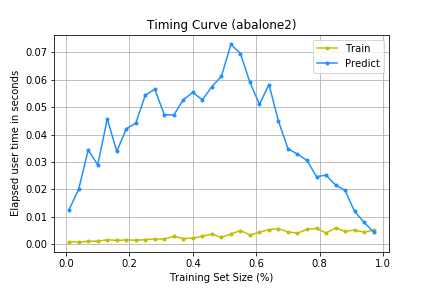 Timing Curve (abalone2)
Train
Predict
Elapsed user time in seconds
0.07
0.06
0.05
0.04
0.03
0.02
0.01
0.00
0.0 0.2 0.4 0.6 0.8 1.0
Training Set Size (%)